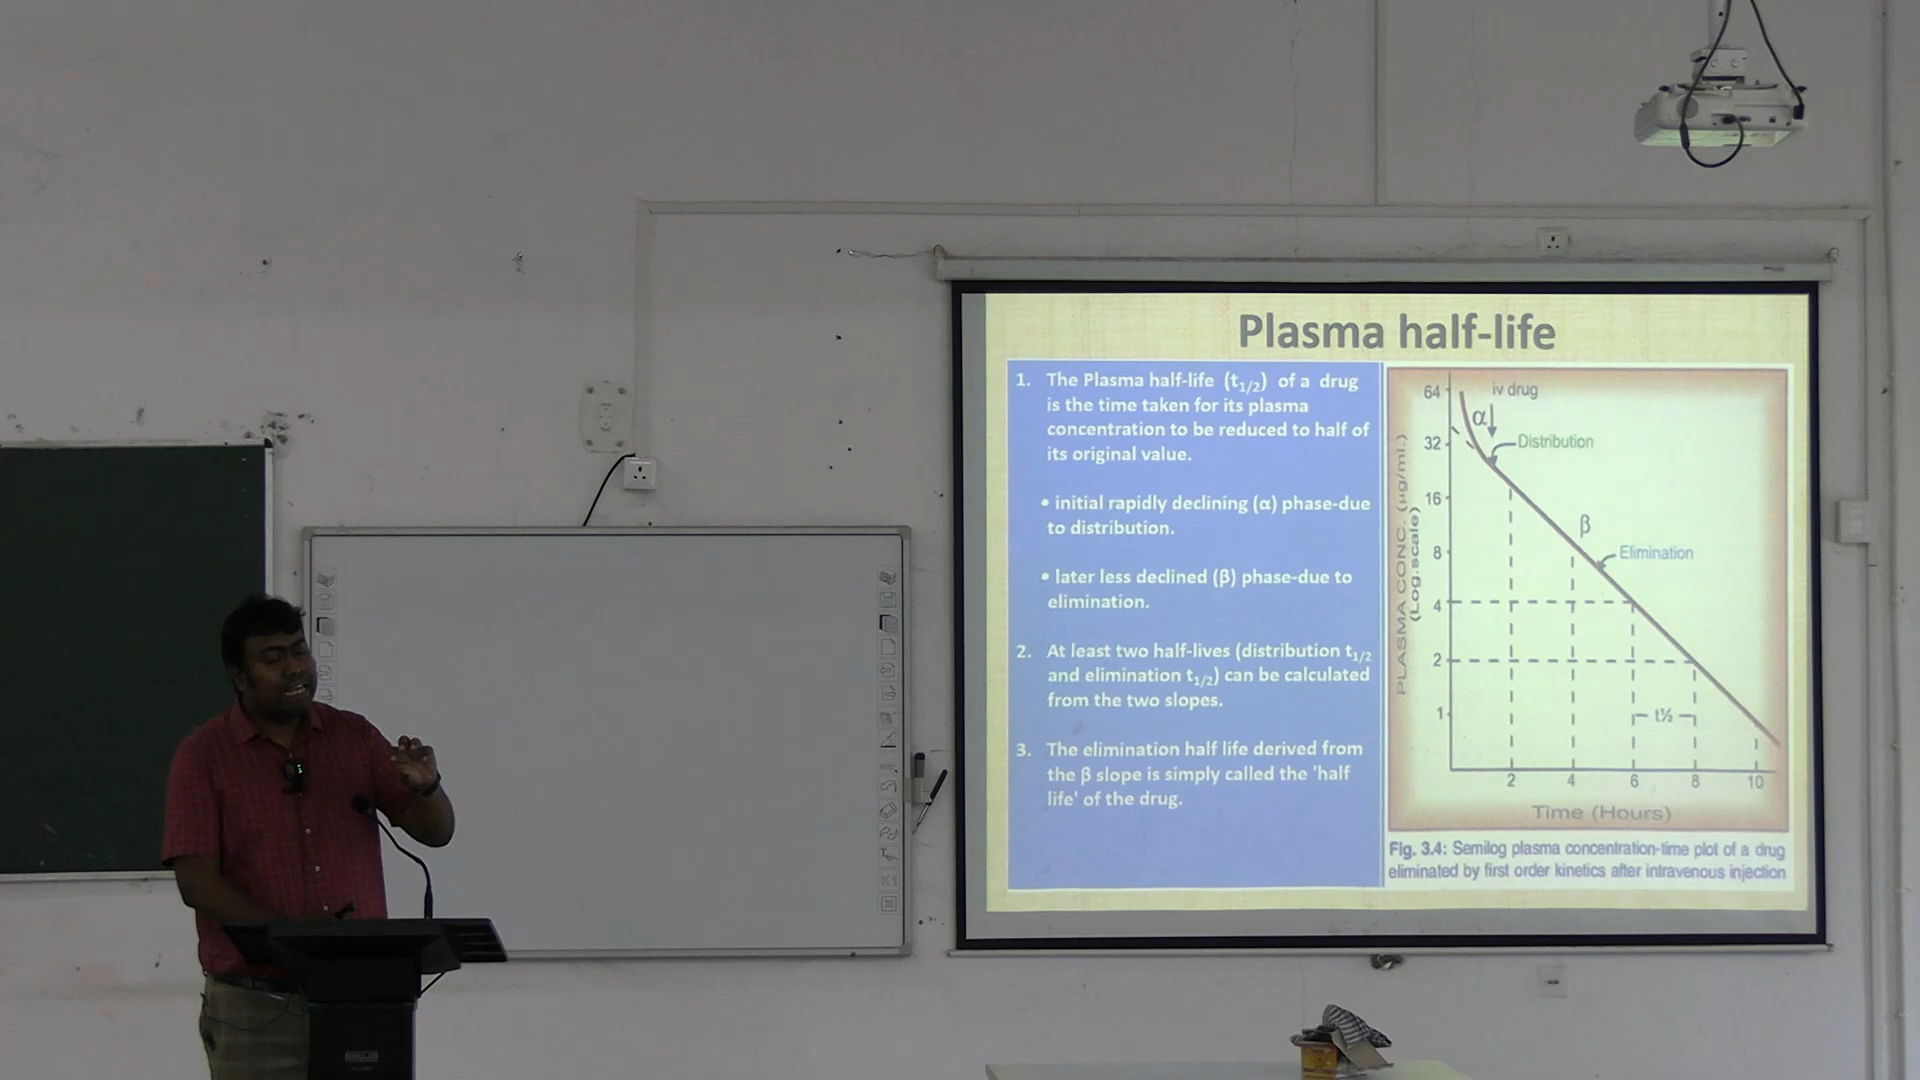 Plasma half-life
1. The Plasma half-life (t1/2) of a drug
is the time taken for its plasma
concentration to be reduced to half of
its original value.
• initial rapidly declining (α) phase-due
to distribution.
• later less declined (β) phase-due to
elimination.
2. At least two half-lives (distribution t1/2
and elimination t1/2) can be calculated
from the two slopes.
3. The elimination half life derived from
the β slope is simply called the 'half
life' of the drug.
PLASMA CONC. (µg/ml.)
(Log.scale)
64
32
16
8
4
2
1
iv drug
α
Distribution
β
Elimination
t½
2 4 6 8 10
Time (Hours)
Fig. 3.4: Semilog plasma concentration-time plot of a drug
eliminated by first order kinetics after intravenous injection